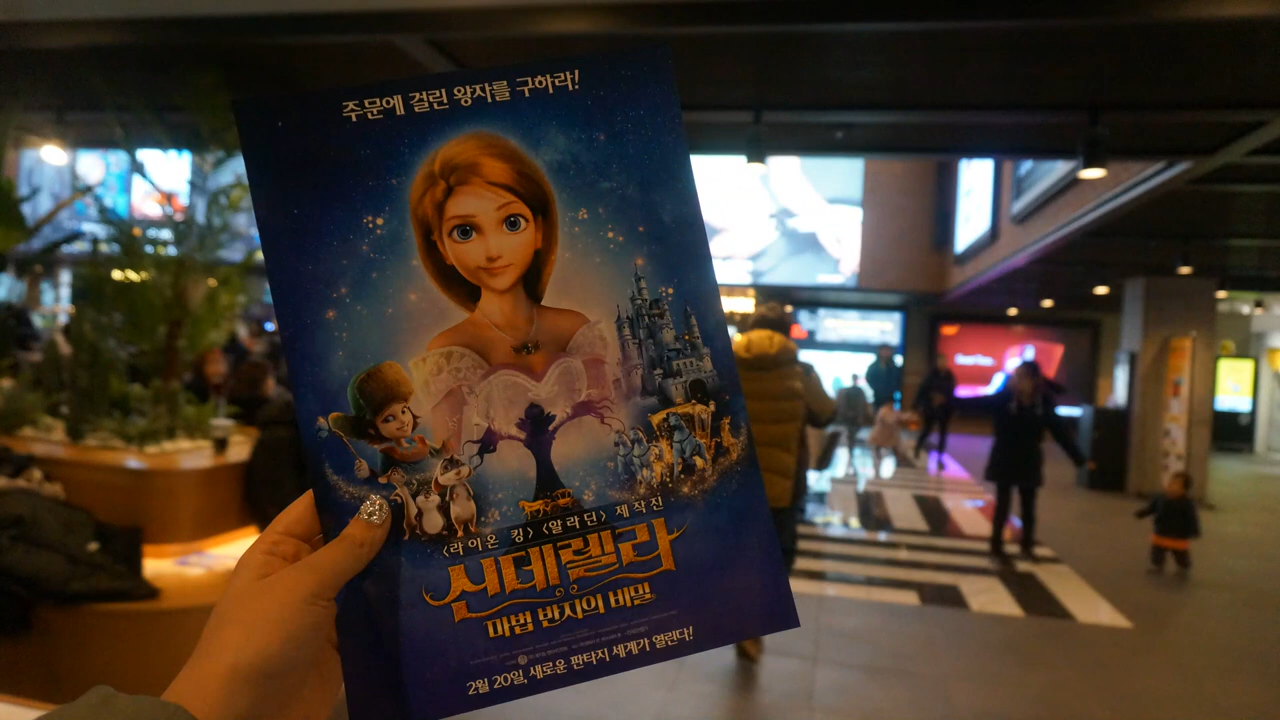 주문에 걸린 왕자를 구하라!
<라이온 킹> <알라딘> 제작진
신데렐라
마법 반지의 비밀
2월 20일, 새로운 판타지 세계가 열린다!